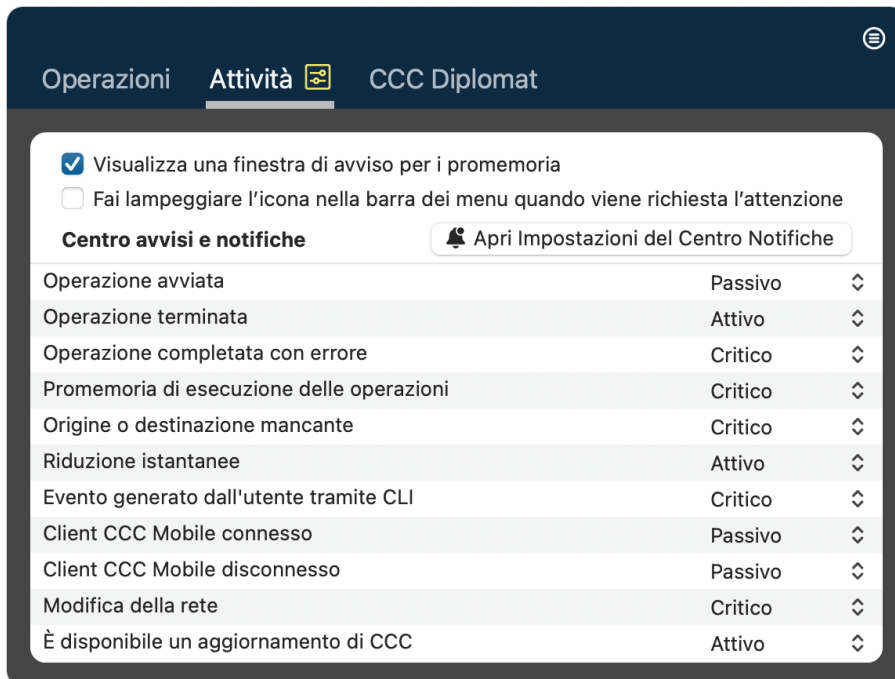 Operazioni Attività CCC Diplomat
Visualizza una finestra di avviso per i promemoria
Fai lampeggiare l’icona nella barra dei menu quando viene richiesta l’attenzione
Centro avvisi e notifiche Apri Impostazioni del Centro Notifiche
Operazione avviata Passivo
Operazione terminata Attivo
Operazione completata con errore Critico
Promemoria di esecuzione delle operazioni Critico
Origine o destinazione mancante Critico
Riduzione istantanee Attivo
Evento generato dall'utente tramite CLI Critico
Client CCC Mobile connesso Passivo
Client CCC Mobile disconnesso Passivo
Modifica della rete Critico
È disponibile un aggiornamento di CCC Attivo